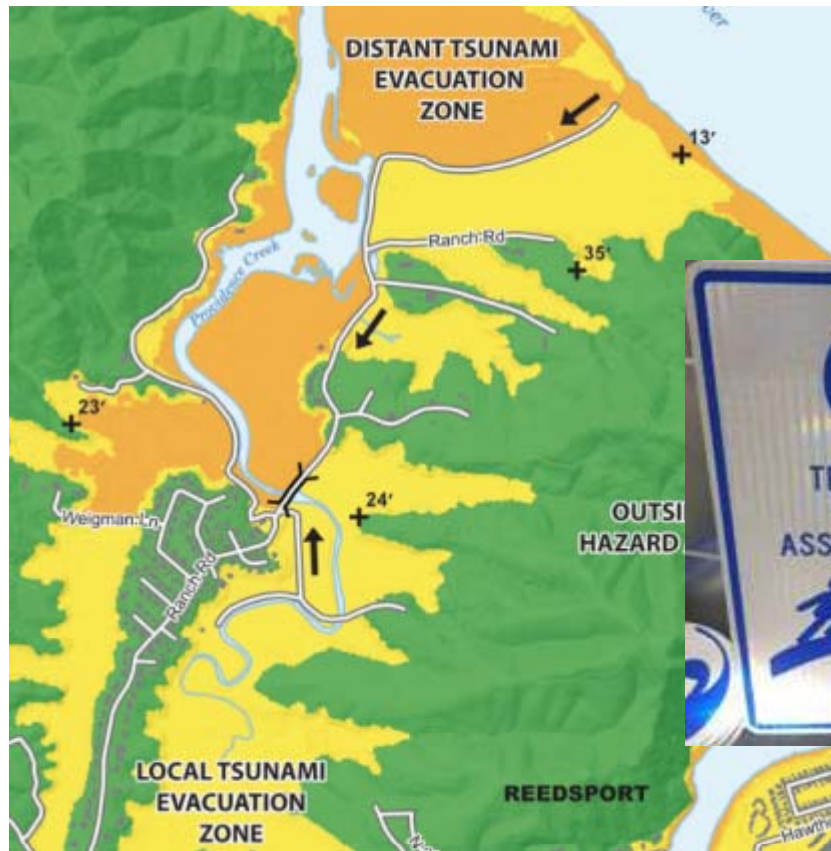 DISTANT TSUNAMI
EVACUATION
ZONE
13'
Ranch Rd
35'
Providence Creek
23'
Weigman Ln
24'
Ranch Rd
LOCAL TSUNAMI
EVACUATION
ZONE
REEDSPORT
HAZARD